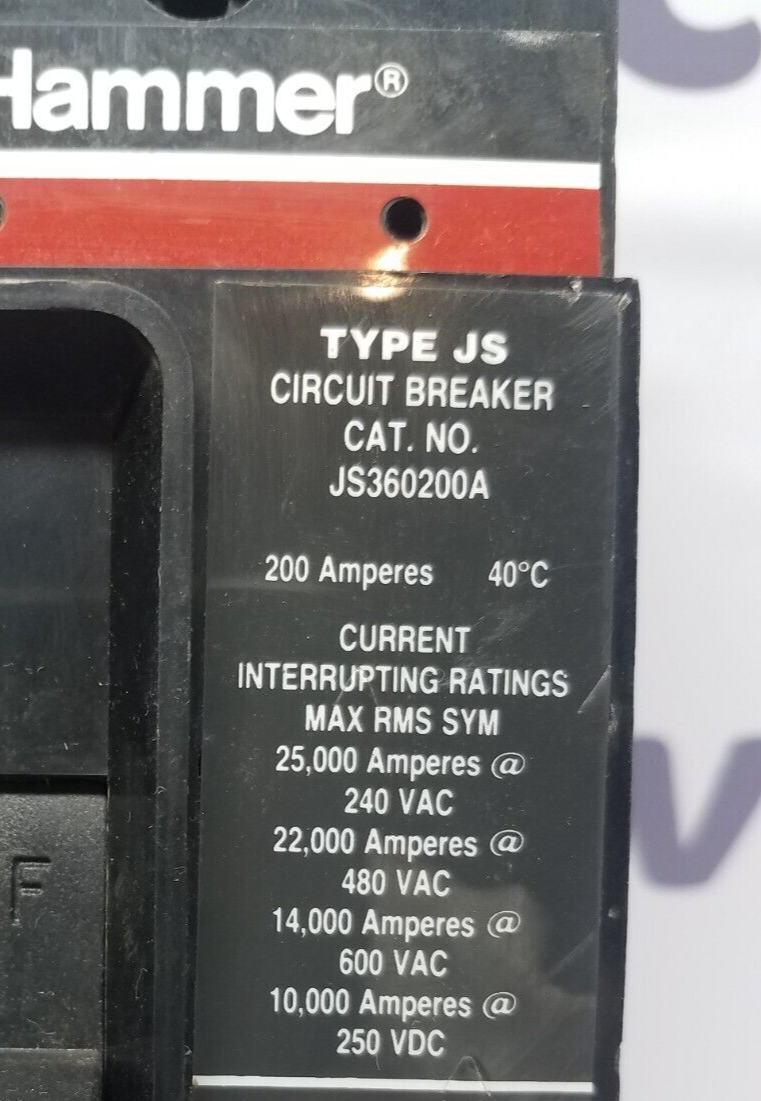 Hammer®
TYPE JS
CIRCUIT BREAKER
CAT. NO.
JS360200A
200 Amperes 40°C
CURRENT
INTERRUPTING RATINGS
MAX RMS SYM
25,000 Amperes @
240 VAC
22,000 Amperes @
480 VAC
14,000 Amperes @
600 VAC
10,000 Amperes @
250 VDC
F